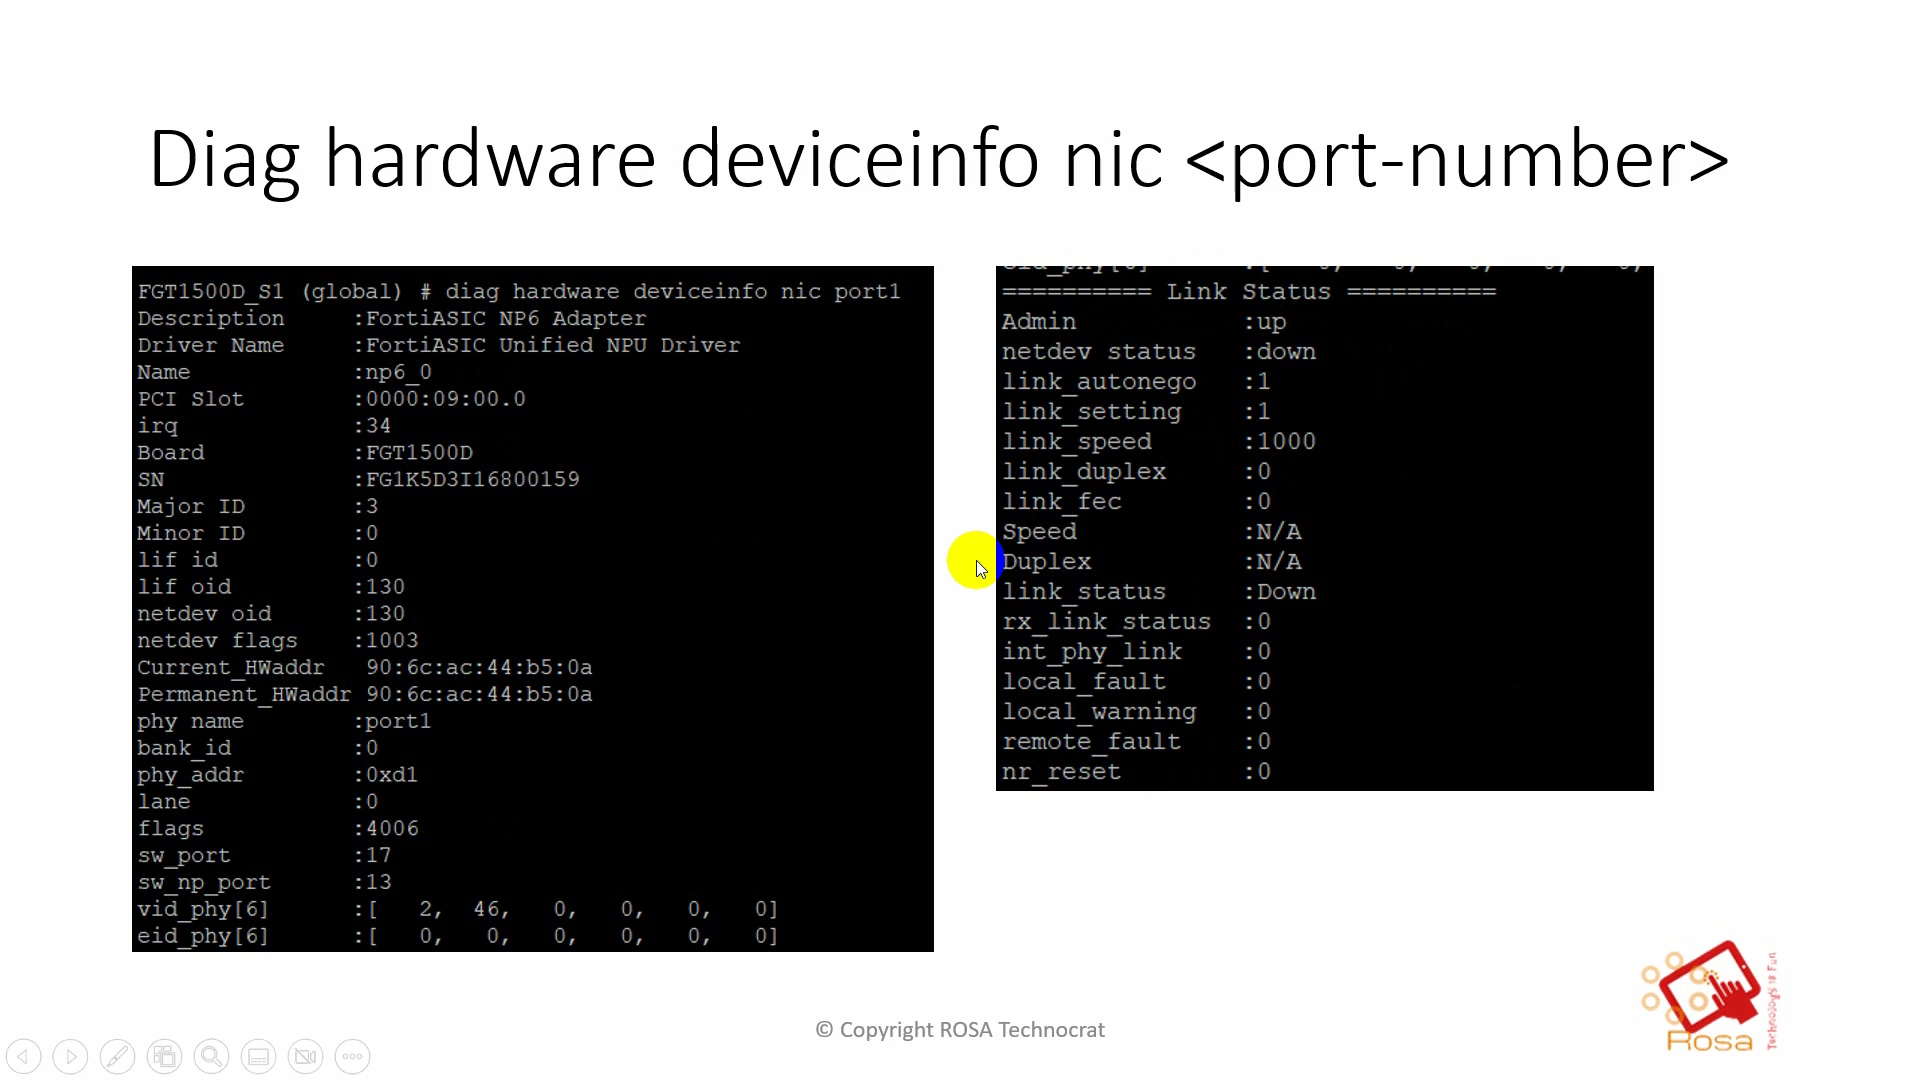 Diag hardware deviceinfo nic <port-number>
FGT1500D_S1 (global) # diag hardware deviceinfo nic port1
Description :FortiASIC NP6 Adapter
Driver Name :FortiASIC Unified NPU Driver
Name :np6_0
PCI Slot :0000:09:00.0
irq :34
Board :FGT1500D
SN :FG1K5D3I16800159
Major ID :3
Minor ID :0
lif id :0
lif oid :130
netdev oid :130
netdev flags :1003
Current_HWaddr 90:6c:ac:44:b5:0a
Permanent_HWaddr 90:6c:ac:44:b5:0a
phy name :port1
bank_id :0
phy_addr :0xd1
lane :0
flags :4006
sw_port :17
sw_np_port :13
vid_phy[6] :[ 2, 46, 0, 0, 0, 0]
eid_phy[6] :[ 0, 0, 0, 0, 0, 0]
========== Link Status ==========
Admin :up
netdev status :down
link_autonego :1
link_setting :1
link_speed :1000
link_duplex :0
link_fec :0
Speed :N/A
Duplex :N/A
link_status :Down
rx_link_status :0
int_phy_link :0
local_fault :0
local_warning :0
remote_fault :0
nr_reset :0
© Copyright ROSA Technocrat
Rosa
Technology is Fun